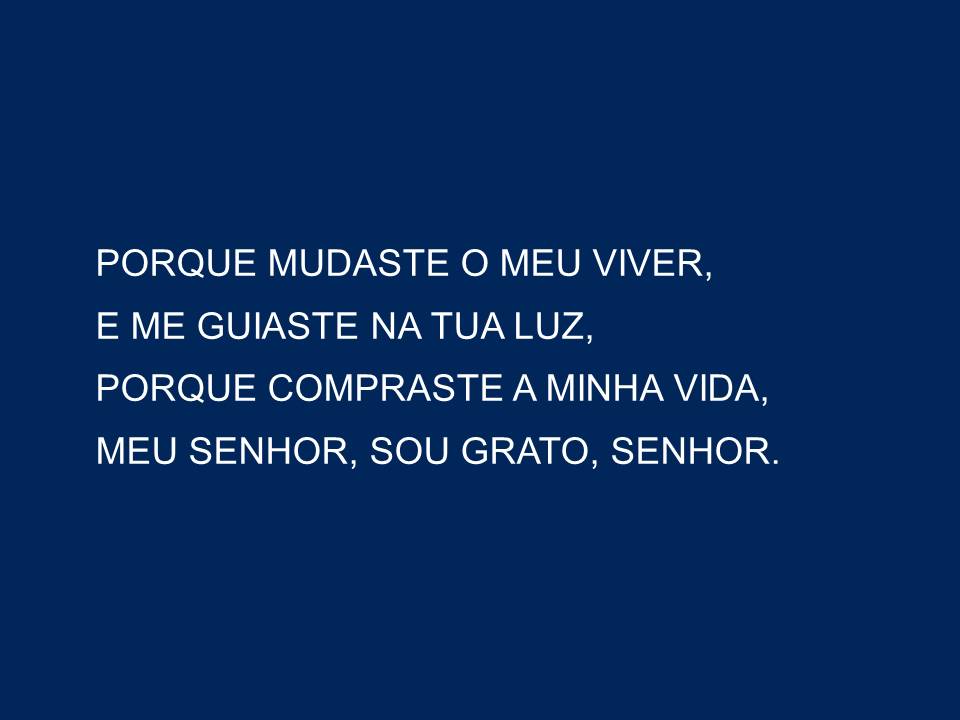 PORQUE MUDASTE O MEU VIVER,
E ME GUIASTE NA TUA LUZ,
PORQUE COMPRASTE A MINHA VIDA,
MEU SENHOR, SOU GRATO, SENHOR.